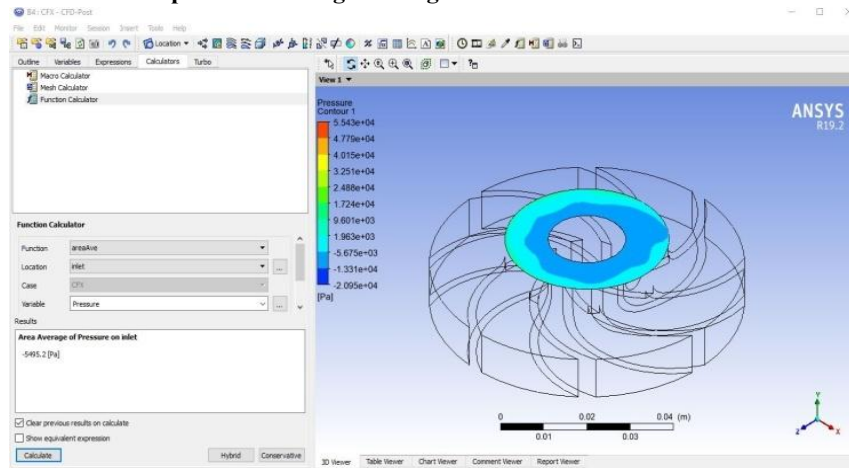 B4 : CFX - CFD-Post
File Edit Monitor Session Insert Tools Help
Location
Outline Variables Expressions Calculators Turbo
Macro Calculator
Mesh Calculator
Function Calculator
Function Calculator
Function areaAve
Location inlet
Case CFX
Variable Pressure
Results
Area Average of Pressure on inlet
-5495.2 [Pa]
Clear previous results on calculate
Show equivalent expression
Calculate Hybrid Conservative
View 1
Pressure
Contour 1
5.543e+04
4.779e+04
4.015e+04
3.251e+04
2.488e+04
1.724e+04
9.601e+03
1.963e+03
-5.675e+03
-1.331e+04
-2.095e+04
[Pa]
ANSYS
R19.2
0 0.02 0.04 (m)
0.01 0.03
Y
Z X
3D Viewer Table Viewer Chart Viewer Comment Viewer Report Viewer